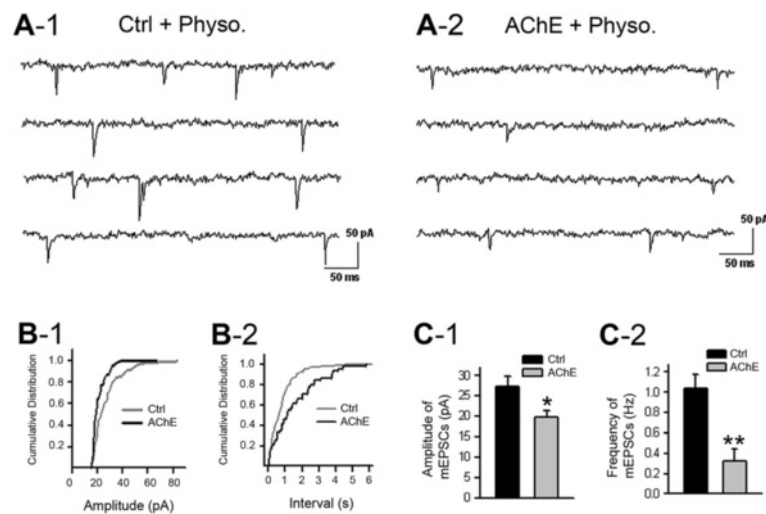 A-1 Ctrl + Physo.
A-2 AChE + Physo.
50 pA
50 ms
50 pA
50 ms
B-1
Cumulative Distribution
1.0
0.8
0.6
0.4
0.2
Ctrl
AChE
0 20 40 60 80
Amplitude (pA)
B-2
Cumulative Distribution
1.0
0.8
0.6
0.4
0.2
Ctrl
AChE
0 1 2 3 4 5 6
Interval (s)
C-1
Ctrl
AChE
Amplitude of
mEPSCs (pA)
30
25
20
15
10
5
0
*
C-2
Ctrl
AChE
Frequency of
mEPSCs (Hz)
1.2
1.0
0.8
0.6
0.4
0.2
0.0
**